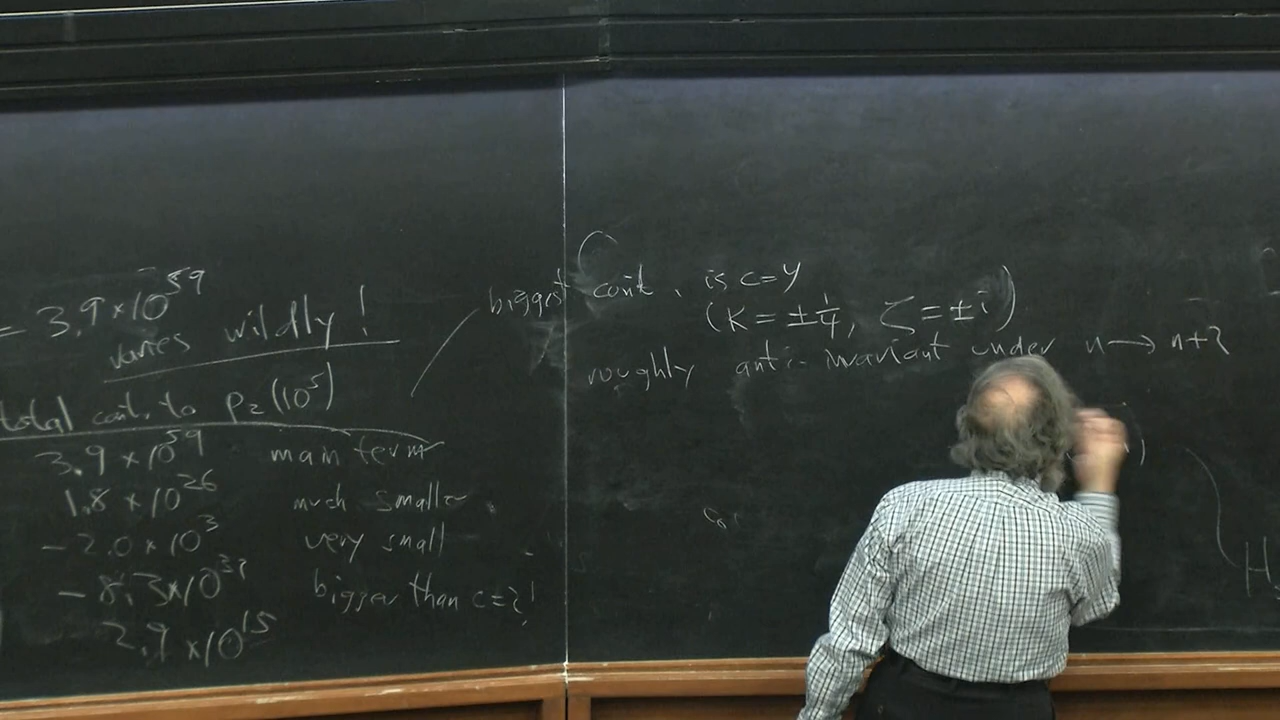 = 3.9 × 10^59
varies wildly!
total cont. to p_2(10^5)
3.9 × 10^59 main term
1.8 × 10^26 much smaller
- 2.0 × 10^3 very small
- 8.3 × 10^37 bigger than c=2!
2.9 × 10^15
biggest cont. is c=4
(K = ±1/4, ζ = ±i)
roughly anti-invariant under n → n+2
H